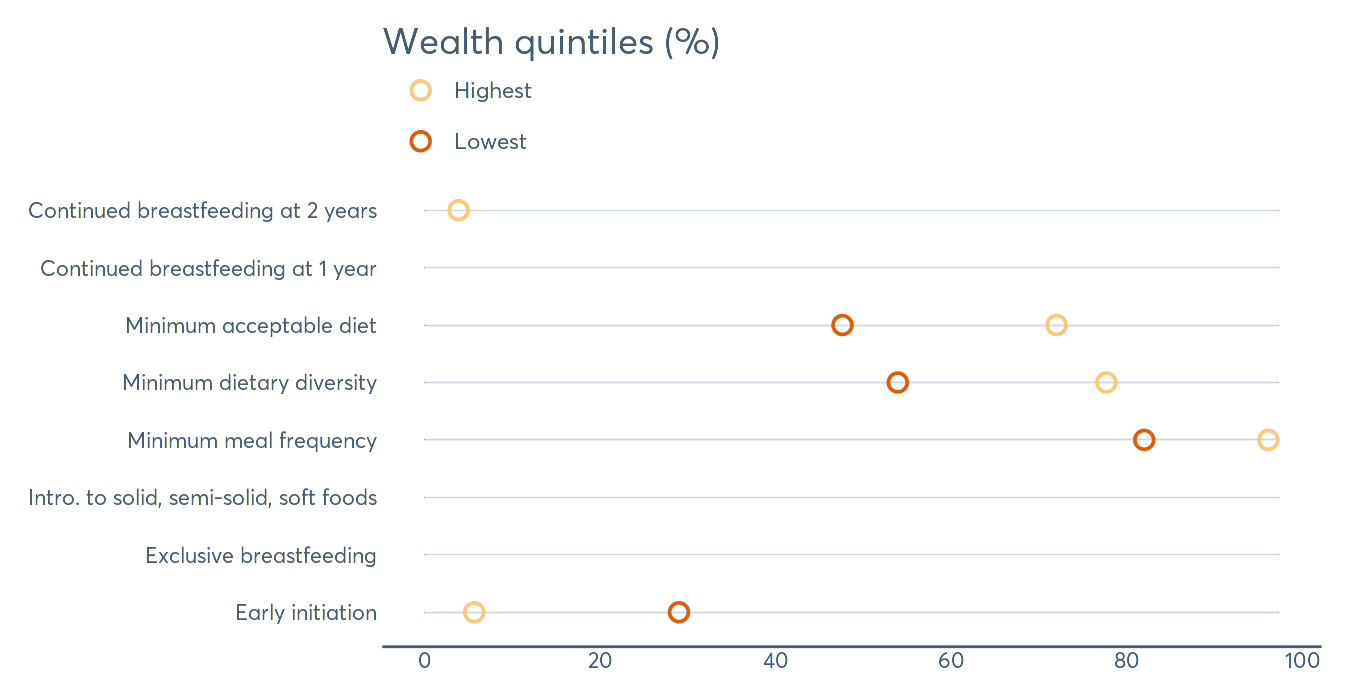 Wealth quintiles (%)
Highest
Lowest
Continued breastfeeding at 2 years
Continued breastfeeding at 1 year
Minimum acceptable diet
Minimum dietary diversity
Minimum meal frequency
Intro. to solid, semi-solid, soft foods
Exclusive breastfeeding
Early initiation
0 20 40 60 80 100